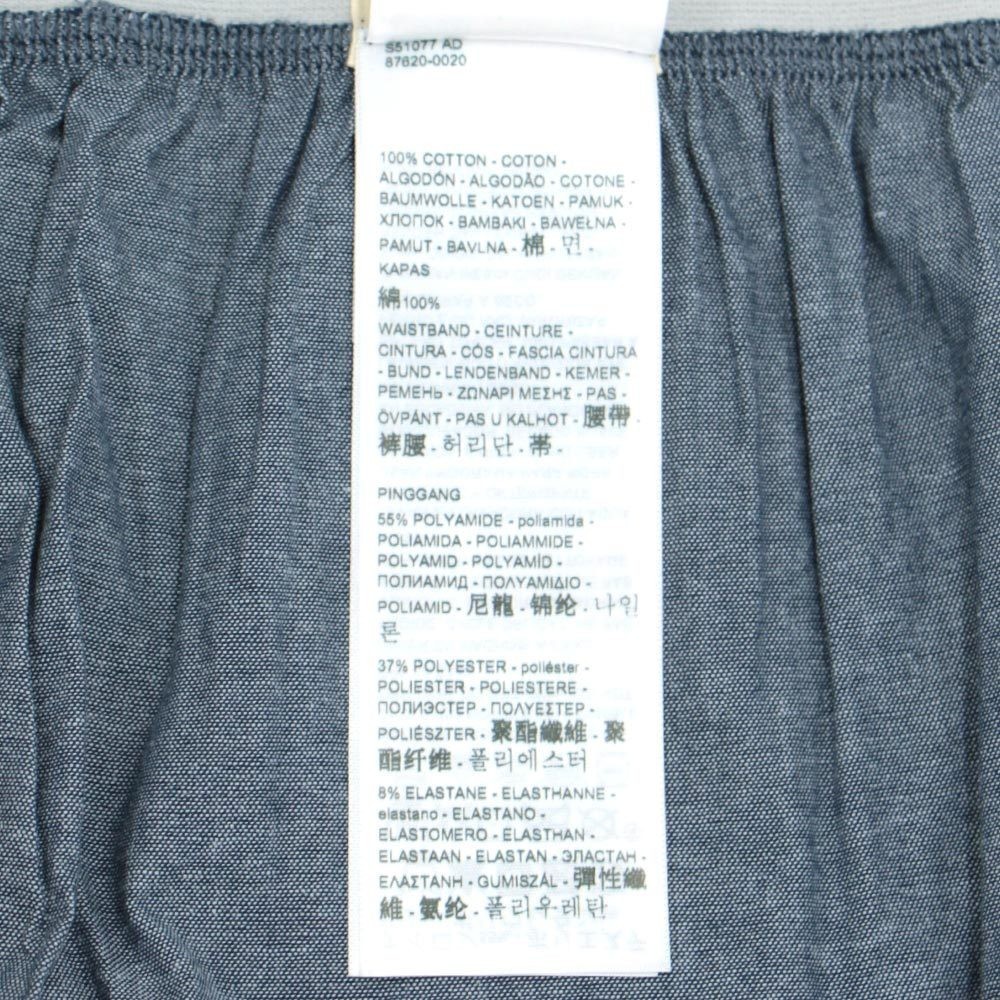 S51077 AD
87620-0020
100% COTTON - COTON -
ALGODÓN - ALGODÃO - COTONE -
BAUMWOLLE - KATOEN - PAMUK -
ХЛОПОК - ΒΑΜΒΑΚΙ - BAWEŁNA -
PAMUT - BAVLNA - 棉 - 면 -
KAPAS
綿100%
WAISTBAND - CEINTURE -
CINTURA - CÓS - FASCIA CINTURA
- BUND - LENDENBAND - KEMER -
РЕМЕНЬ - ΖΩΝΑΡΙ ΜΕΣΗΣ - PAS -
ÖVPÁNT - PAS U KALHOT - 腰帶 -
裤腰 - 허리단 - 帯 -
PINGGANG
55% POLYAMIDE - poliamida -
POLIAMIDA - POLIAMMIDE -
POLYAMID - POLYAMÍD -
ПОЛИАМИД - ΠΟΛΥΑΜΙΔΙΟ -
POLIAMID - 尼龍 - 锦纶 - 나일
론
37% POLYESTER - poliéster -
POLIESTER - POLIESTERE -
ПОЛИЭСТЕР - ΠΟΛΥΕΣΤΕΡ -
POLIÉSZTER - 聚酯纖維 - 聚
酯纤维 - 폴리에스터
8% ELASTANE - ELASTHANNE -
elastano - ELASTANO -
ELASTOMERO - ELASTHAN -
ELASTAAN - ELASTAN - ЭЛАСТАН -
ΕΛΑΣΤΑΝΗ - GUMISZÁL - 彈性纖
維 - 氨纶 - 폴리우레탄